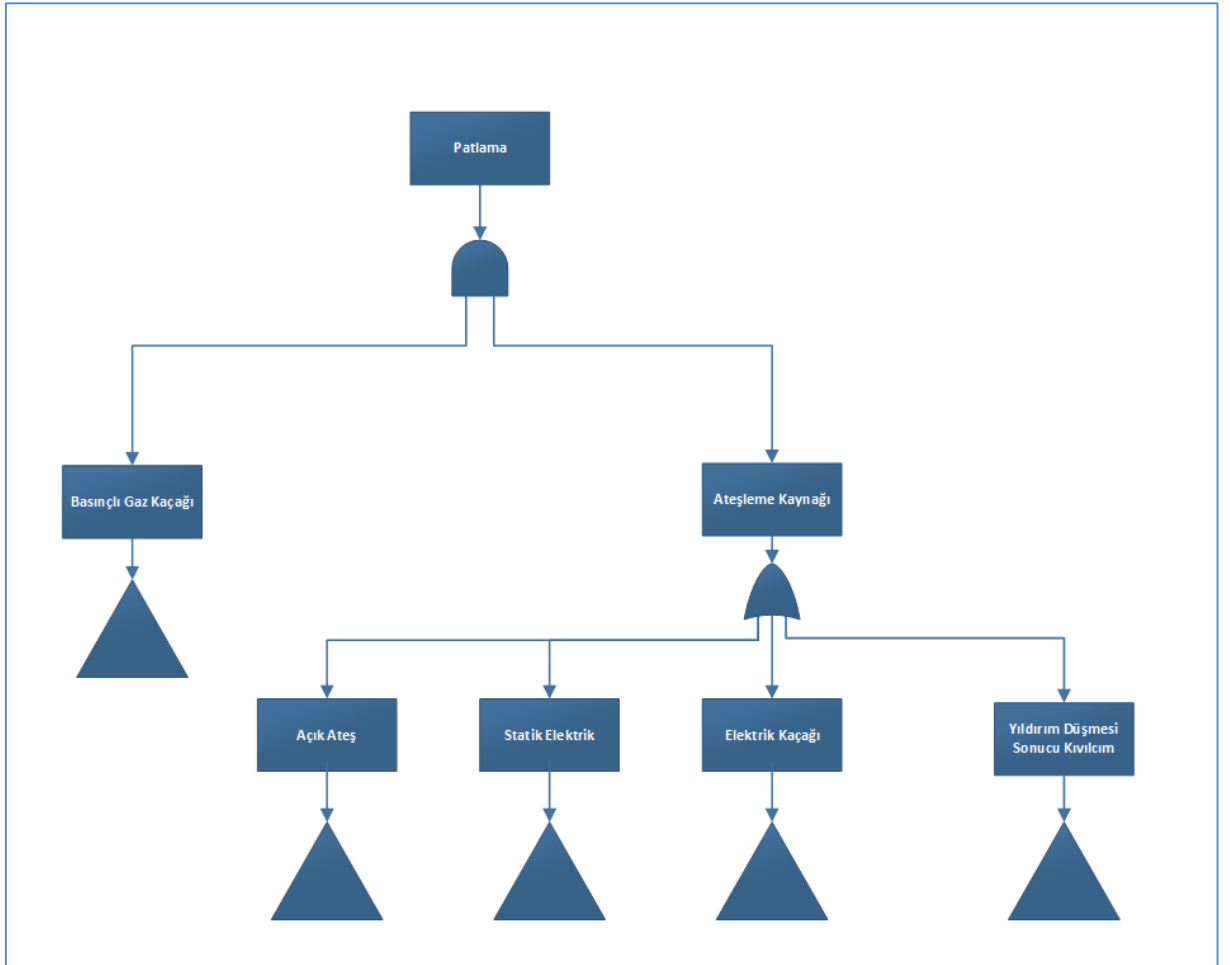 Patlama
Basınçlı Gaz Kaçağı
Ateşleme Kaynağı
Açık Ateş
Statik Elektrik
Elektrik Kaçağı
Yıldırım Düşmesi
Sonucu Kıvılcım